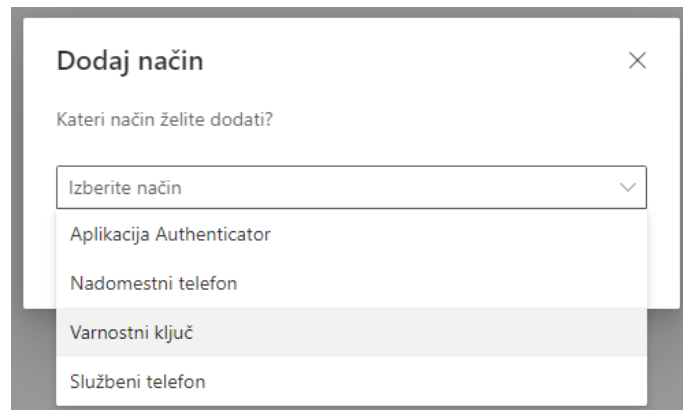 Dodaj način
Kateri način želite dodati?
Izberite način
Aplikacija Authenticator
Nadomestni telefon
Varnostni ključ
Službeni telefon